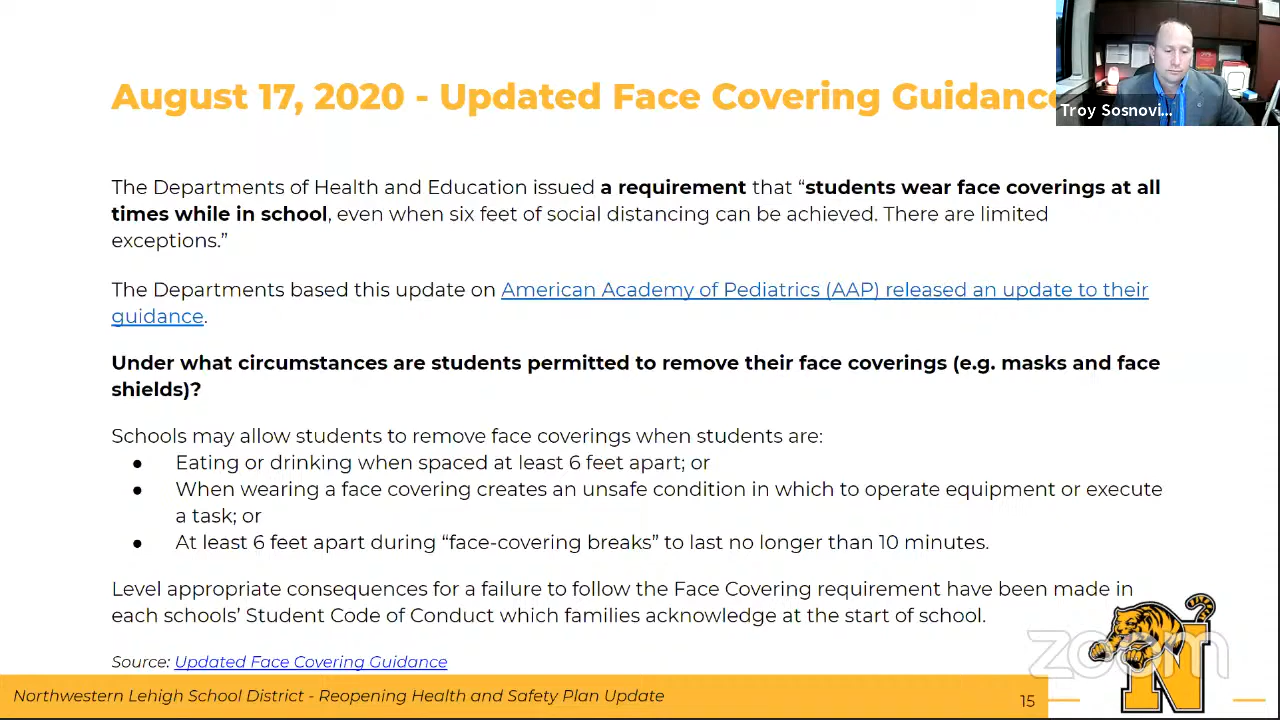 August 17, 2020 - Updated Face Covering Guidance
Troy Sosnovi...
The Departments of Health and Education issued a requirement that “students wear face coverings at all
times while in school, even when six feet of social distancing can be achieved. There are limited
exceptions.”
The Departments based this update on American Academy of Pediatrics (AAP) released an update to their
guidance.
Under what circumstances are students permitted to remove their face coverings (e.g. masks and face
shields)?
Schools may allow students to remove face coverings when students are:
● Eating or drinking when spaced at least 6 feet apart; or
● When wearing a face covering creates an unsafe condition in which to operate equipment or execute
a task; or
● At least 6 feet apart during “face-covering breaks” to last no longer than 10 minutes.
Level appropriate consequences for a failure to follow the Face Covering requirement have been made in
each schools’ Student Code of Conduct which families acknowledge at the start of school.
Source: Updated Face Covering Guidance
zoom
N
Northwestern Lehigh School District - Reopening Health and Safety Plan Update
15